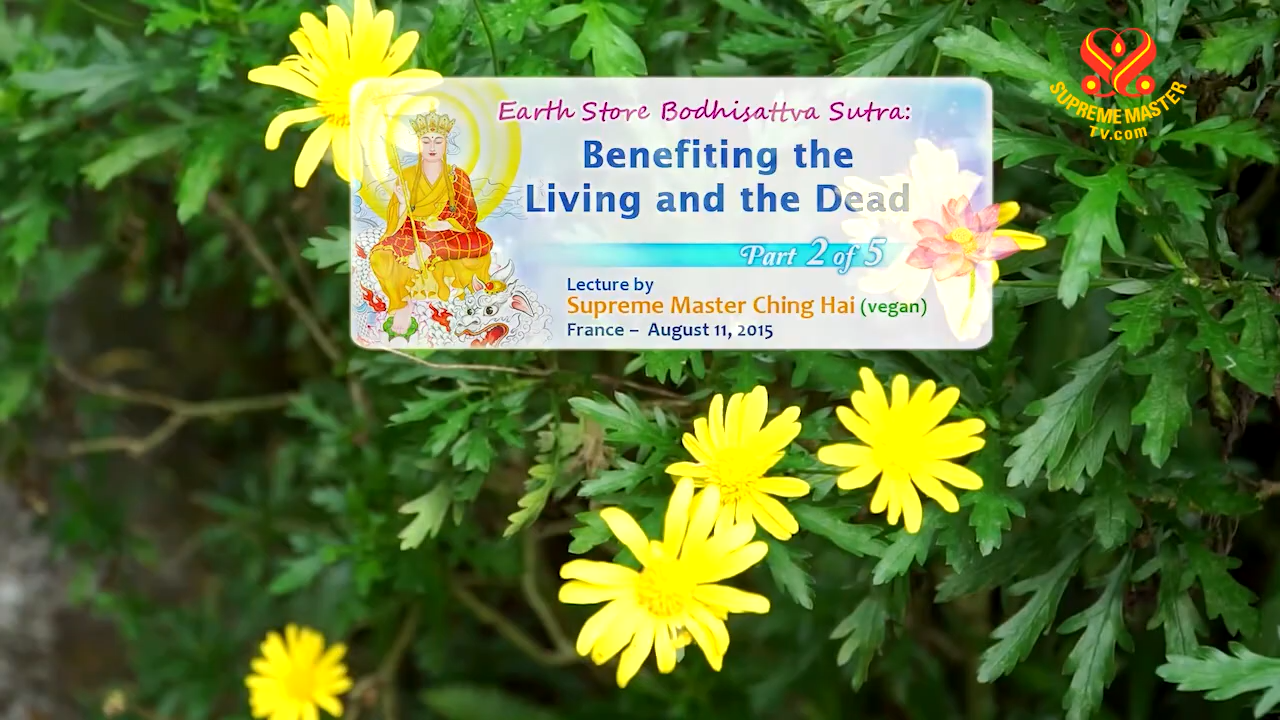 Earth Store Bodhisattva Sutra:
Benefiting the
Living and the Dead
Part 2 of 5
Lecture by
Supreme Master Ching Hai (vegan)
France – August 11, 2015
SUPREME MASTER
TV.com